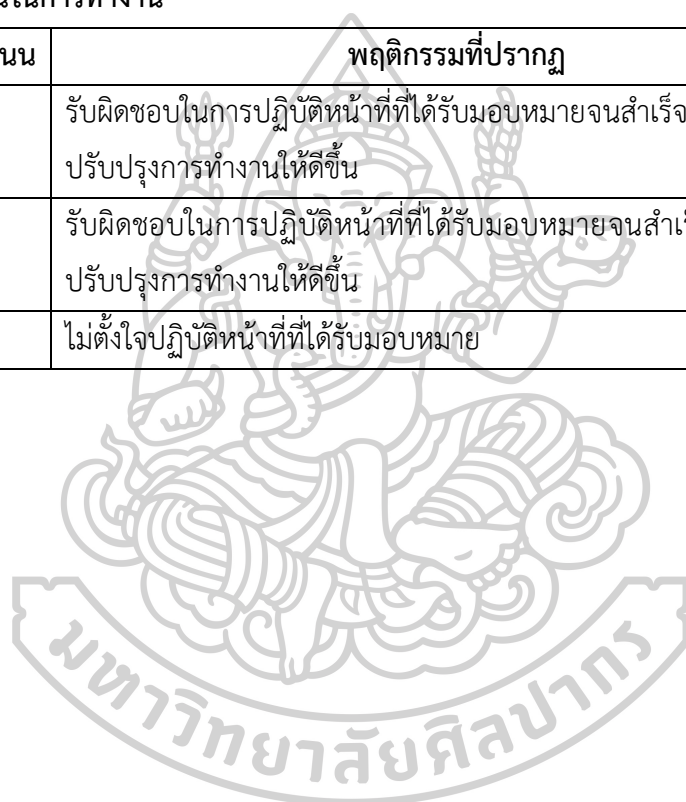 ในการทำงาน
นน พฤติกรรมที่ปรากฏ
รับผิดชอบในการปฏิบัติหน้าที่ที่ได้รับมอบหมายจนสำเร็จ
ปรับปรุงการทำงานให้ดีขึ้น
รับผิดชอบในการปฏิบัติหน้าที่ที่ได้รับมอบหมายจนสำเร็
ปรับปรุงการทำงานให้ดีขึ้น
ไม่ตั้งใจปฏิบัติหน้าที่ที่ได้รับมอบหมาย
มหาวิทยาลัยศิลปากร